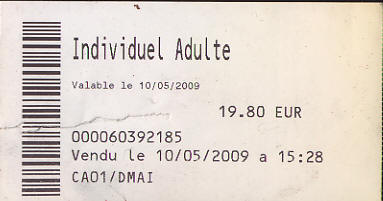 Individuel Adulte
Valable le 10/05/2009
19.80 EUR
000060392185
Vendu le 10/05/2009 a 15:28
CA01/DMAI